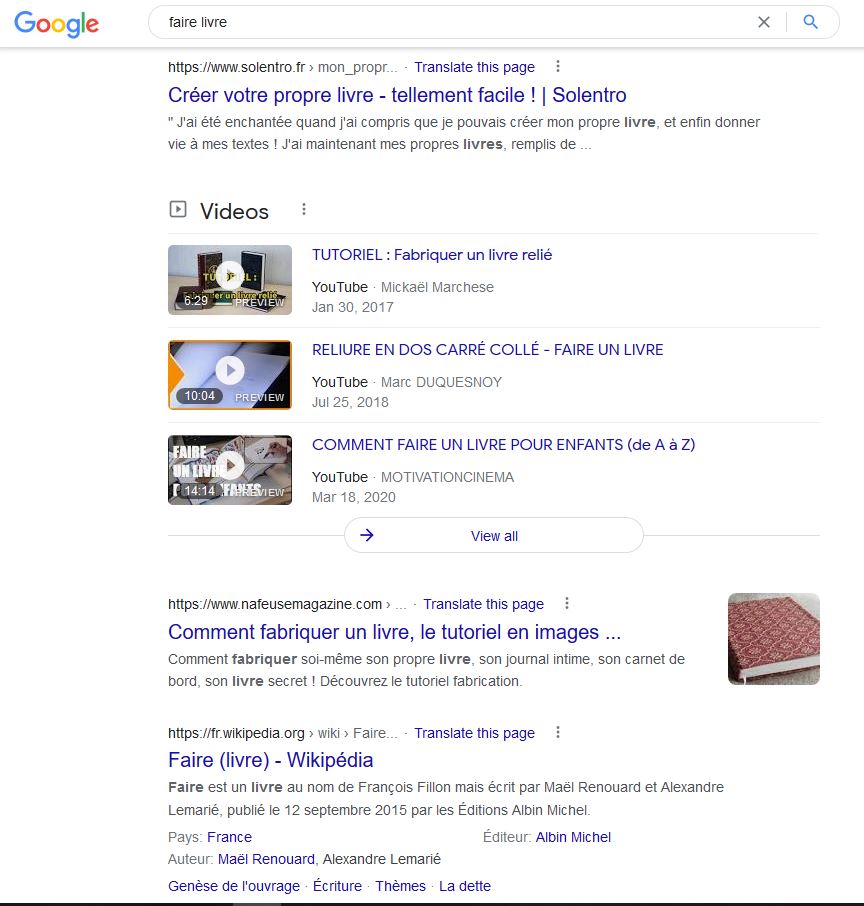 Google
faire livre
https://www.solentro.fr › mon_propr... · Translate this page
Créer votre propre livre - tellement facile ! | Solentro
" J'ai été enchantée quand j'ai compris que je pouvais créer mon propre livre, et enfin donner
vie à mes textes ! J'ai maintenant mes propres livres, remplis de ...
Videos
TUTORIEL : Fabriquer un livre relié
YouTube · Mickaël Marchese
Jan 30, 2017
TUTORIEL :
un livre relié
6:29 PREVIEW
RELIURE EN DOS CARRÉ COLLÉ - FAIRE UN LIVRE
YouTube · Marc DUQUESNOY
Jul 25, 2018
10:04 PREVIEW
COMMENT FAIRE UN LIVRE POUR ENFANTS (de A à Z)
YouTube · MOTIVATIONCINEMA
Mar 18, 2020
FAIRE
UN LIVRE
14:14 PREVIEW
View all
https://www.nafeusemagazine.com › ... · Translate this page
Comment fabriquer un livre, le tutoriel en images ...
Comment fabriquer soi-même son propre livre, son journal intime, son carnet de
bord, son livre secret ! Découvrez le tutoriel fabrication.
https://fr.wikipedia.org › wiki › Faire... · Translate this page
Faire (livre) - Wikipédia
Faire est un livre au nom de François Fillon mais écrit par Maël Renouard et Alexandre
Lemarié, publié le 12 septembre 2015 par les Éditions Albin Michel.
Pays: France Éditeur: Albin Michel
Auteur: Maël Renouard, Alexandre Lemarié
Genèse de l'ouvrage · Écriture · Thèmes · La dette